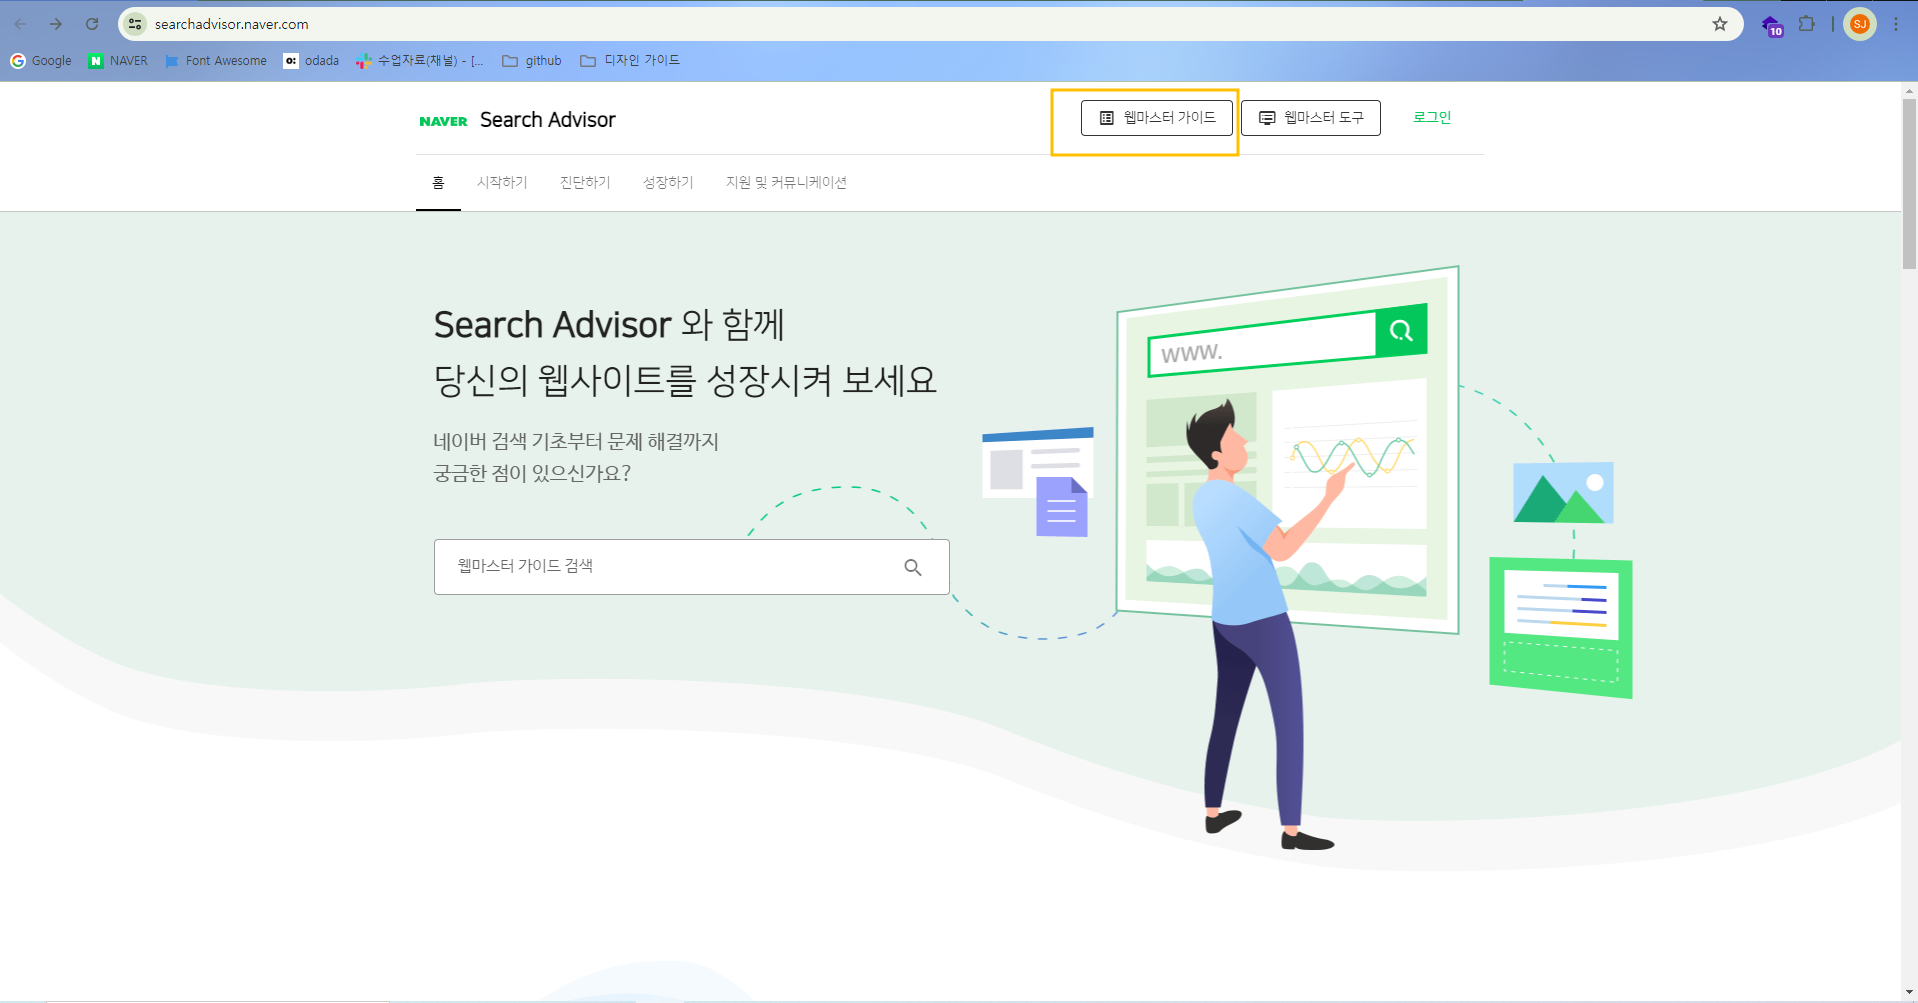 searchadvisor.naver.com
10
SJ
Google NAVER Font Awesome odada 수업자료(채널) - [... github 디자인 가이드
NAVER Search Advisor 웹마스터 가이드 웹마스터 도구 로그인
홈 시작하기 진단하기 성장하기 지원 및 커뮤니케이션
Search Advisor 와 함께
당신의 웹사이트를 성장시켜 보세요
네이버 검색 기초부터 문제 해결까지
궁금한 점이 있으신가요?
웹마스터 가이드 검색
www.